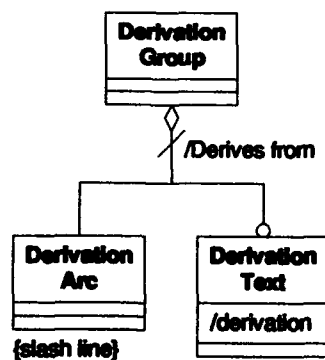 Derivation
Group
/Derives from
Derivation
Arc
{slash line}
Derivation
Text
/derivation